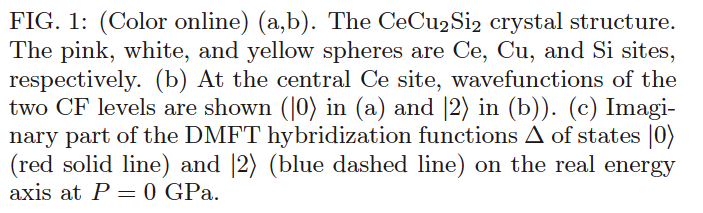 FIG. 1: (Color online) (a,b). The CeCu₂Si₂ crystal structure.
The pink, white, and yellow spheres are Ce, Cu, and Si sites,
respectively. (b) At the central Ce site, wavefunctions of the
two CF levels are shown (|0⟩ in (a) and |2⟩ in (b)). (c) Imagi-
nary part of the DMFT hybridization functions Δ of states |0⟩
(red solid line) and |2⟩ (blue dashed line) on the real energy
axis at P = 0 GPa.